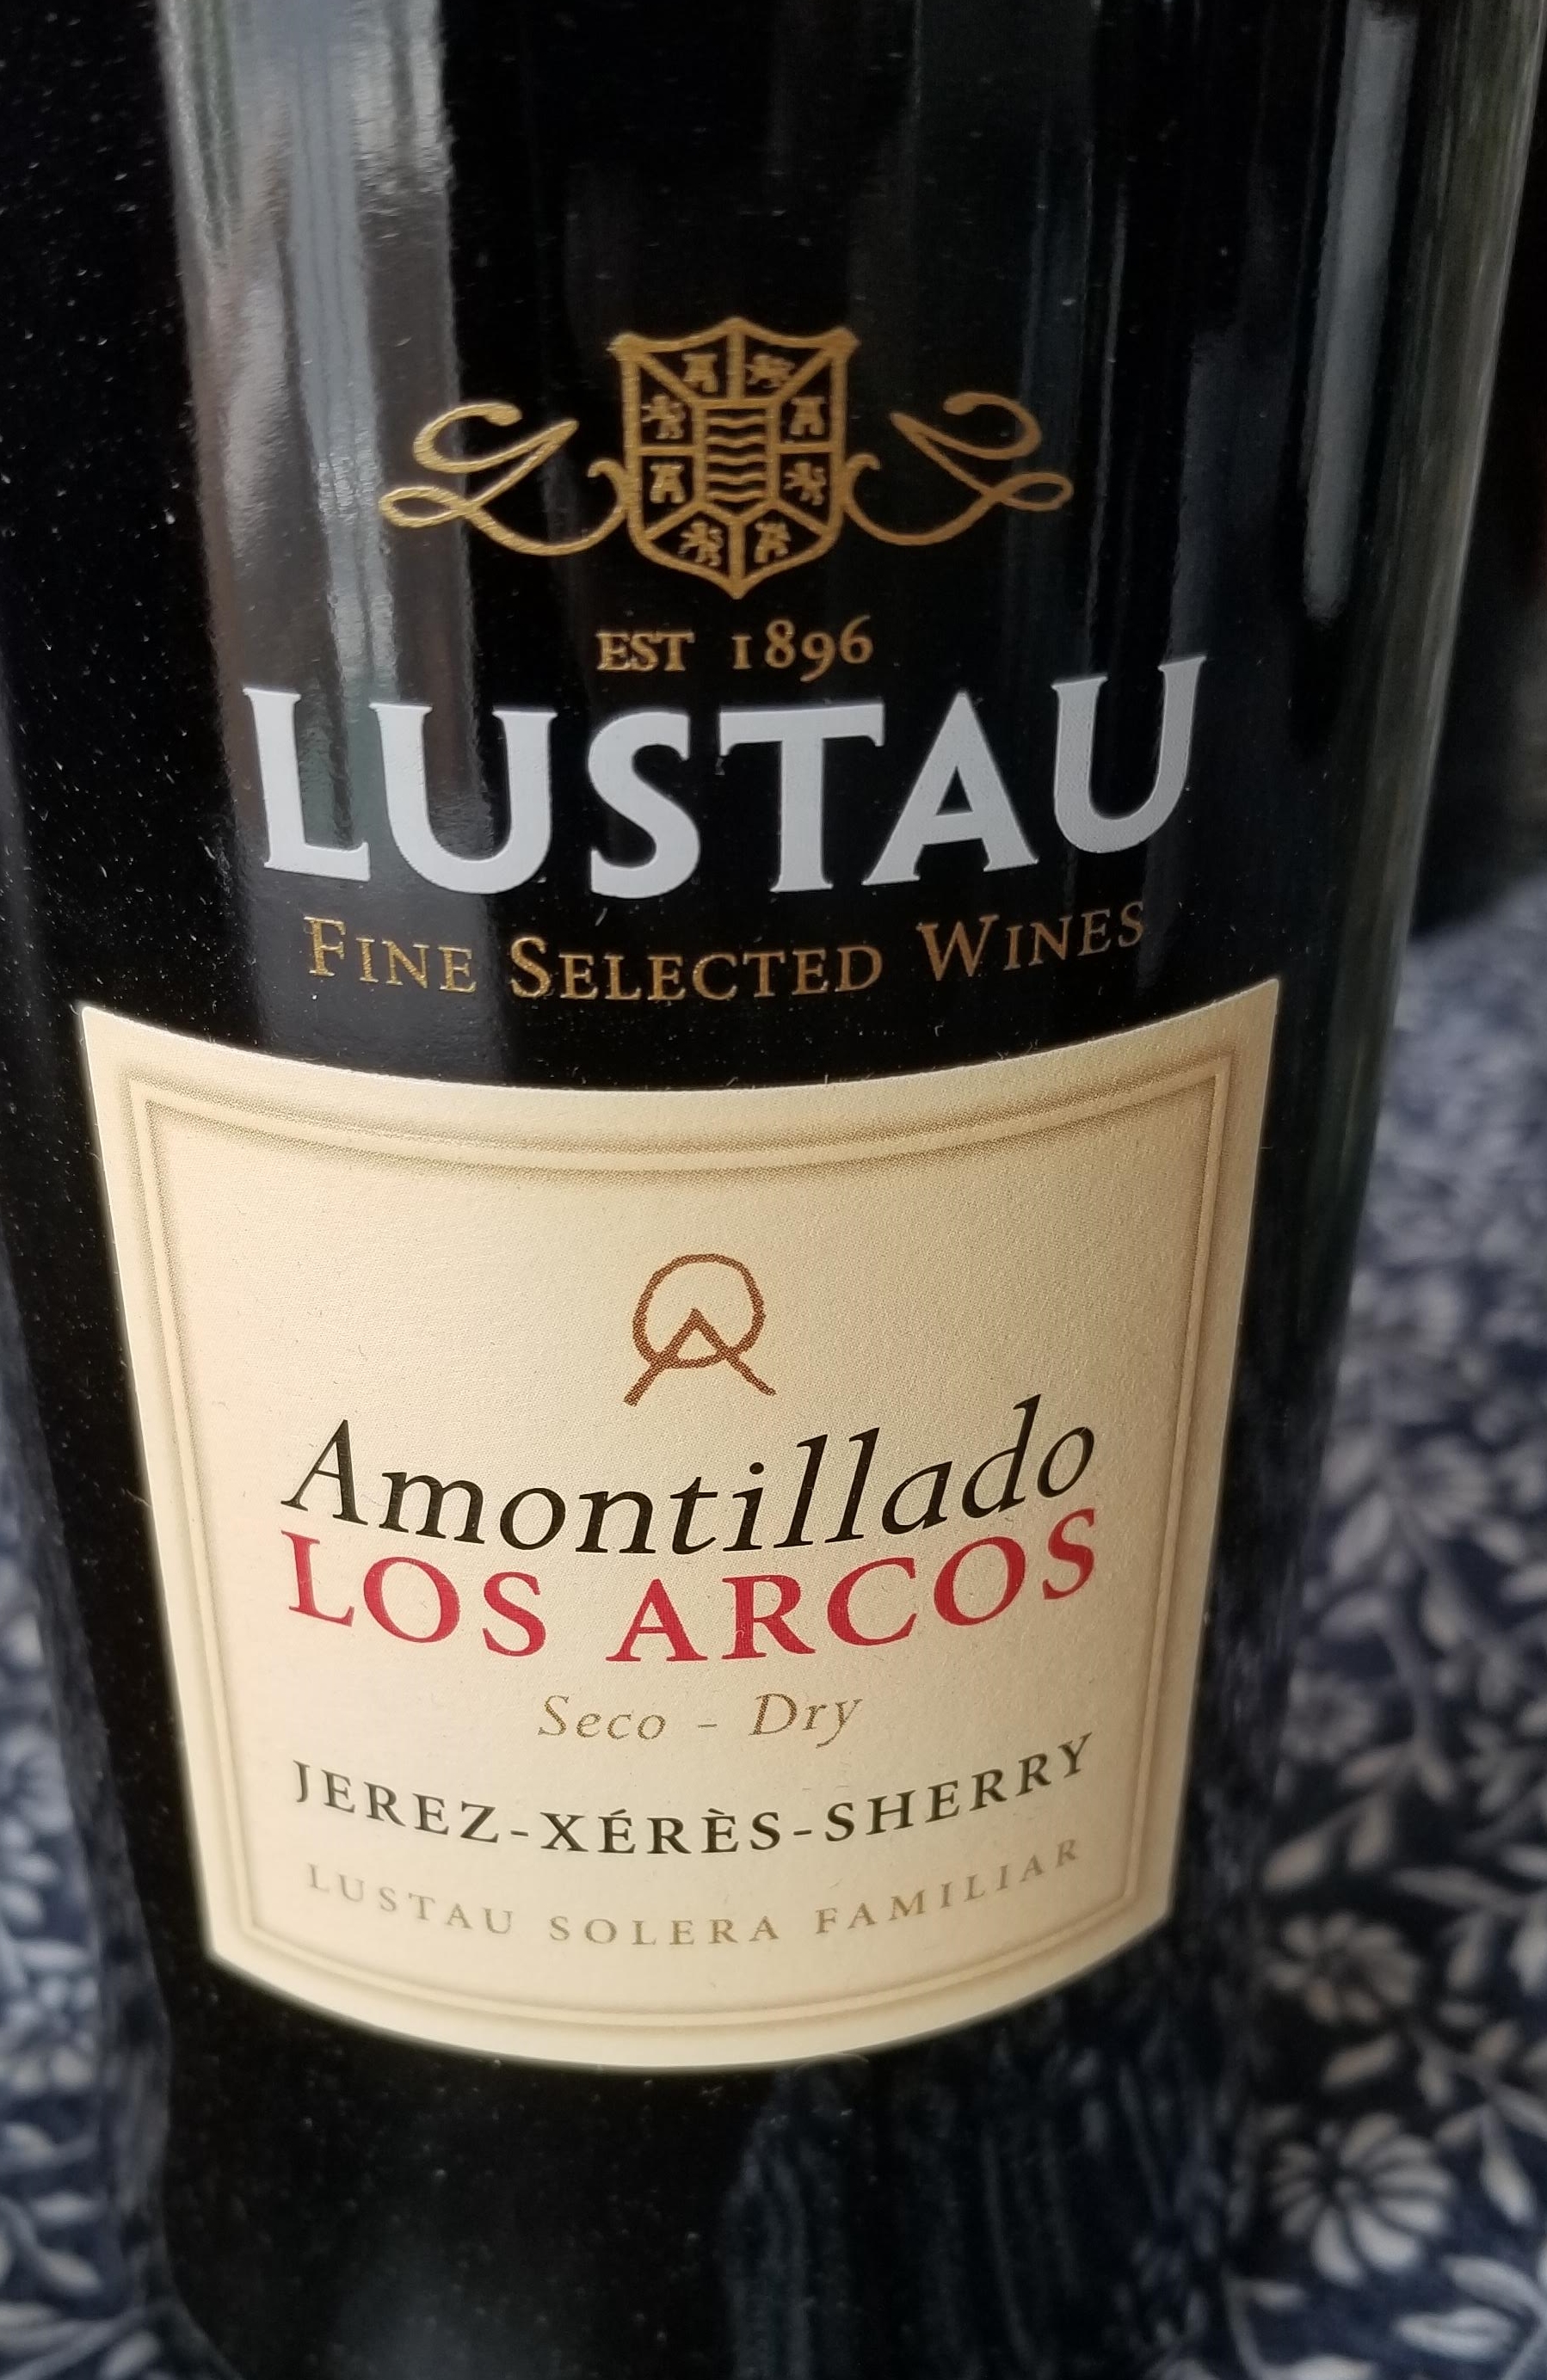 EST 1896
LUSTAU
FINE SELECTED WINES
Amontillado
LOS ARCOS
Seco - Dry
JEREZ-XÉRÈS-SHERRY
LUSTAU SOLERA FAMILIAR